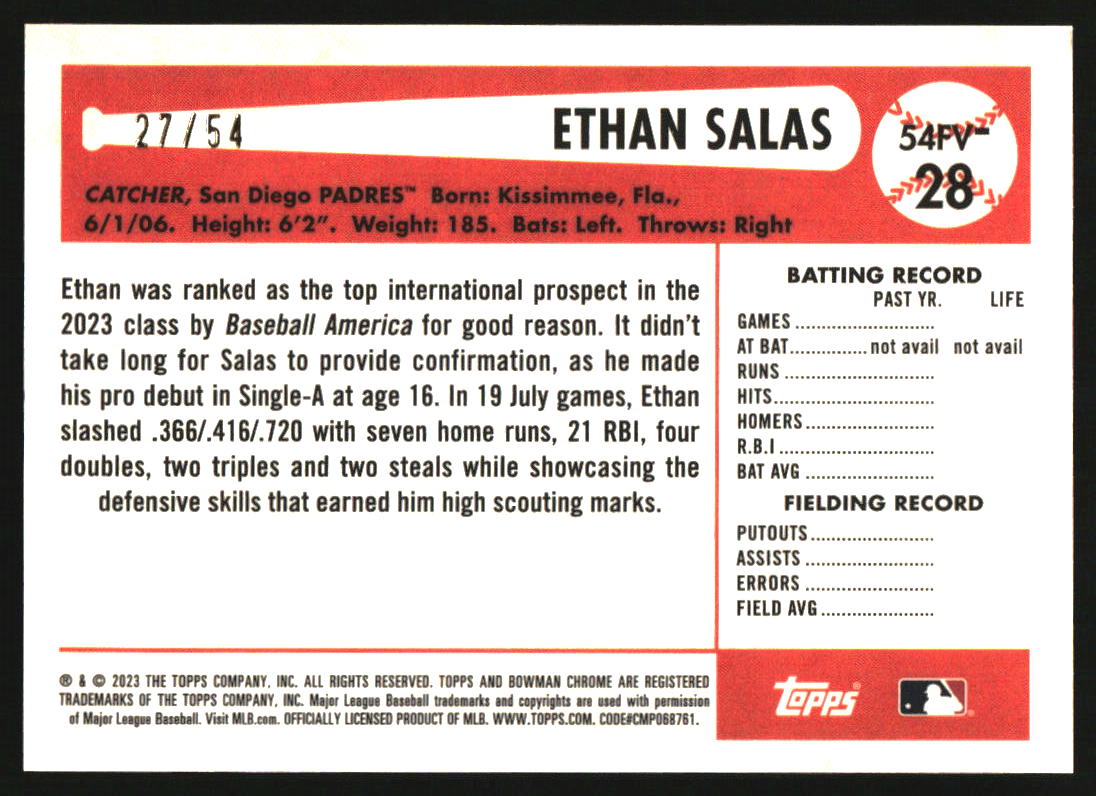 27/54
ETHAN SALAS
54FV-
28
CATCHER, San Diego PADRES™ Born: Kissimmee, Fla.,
6/1/06. Height: 6'2". Weight: 185. Bats: Left. Throws: Right
Ethan was ranked as the top international prospect in the
2023 class by Baseball America for good reason. It didn't
take long for Salas to provide confirmation, as he made
his pro debut in Single-A at age 16. In 19 July games, Ethan
slashed .366/.416/.720 with seven home runs, 21 RBI, four
doubles, two triples and two steals while showcasing the
defensive skills that earned him high scouting marks.
BATTING RECORD
PAST YR. LIFE
GAMES ..........................
AT BAT.............. not avail not avail
RUNS ............................
HITS..............................
HOMERS ........................
R.B.I .............................
BAT AVG ........................
FIELDING RECORD
PUTOUTS .......................
ASSISTS ........................
ERRORS ........................
FIELD AVG .....................
® & © 2023 THE TOPPS COMPANY, INC. ALL RIGHTS RESERVED. TOPPS AND BOWMAN CHROME ARE REGISTERED
TRADEMARKS OF THE TOPPS COMPANY, INC. Major League Baseball trademarks and copyrights are used with permission
of Major League Baseball. Visit MLB.com. OFFICIALLY LICENSED PRODUCT OF MLB. WWW.TOPPS.COM. CODE#CMP068761.
topps®